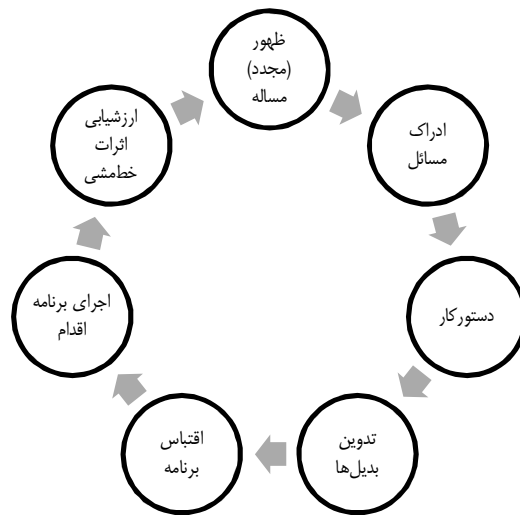 ظهور
(مجدد)
مساله
ادراک
مسائل
دستورکار
تدوین
بدیل‌ها
اقتباس
برنامه
اجرای برنامه
اقدام
ارزشیابی
اثرات
خط‌مشی